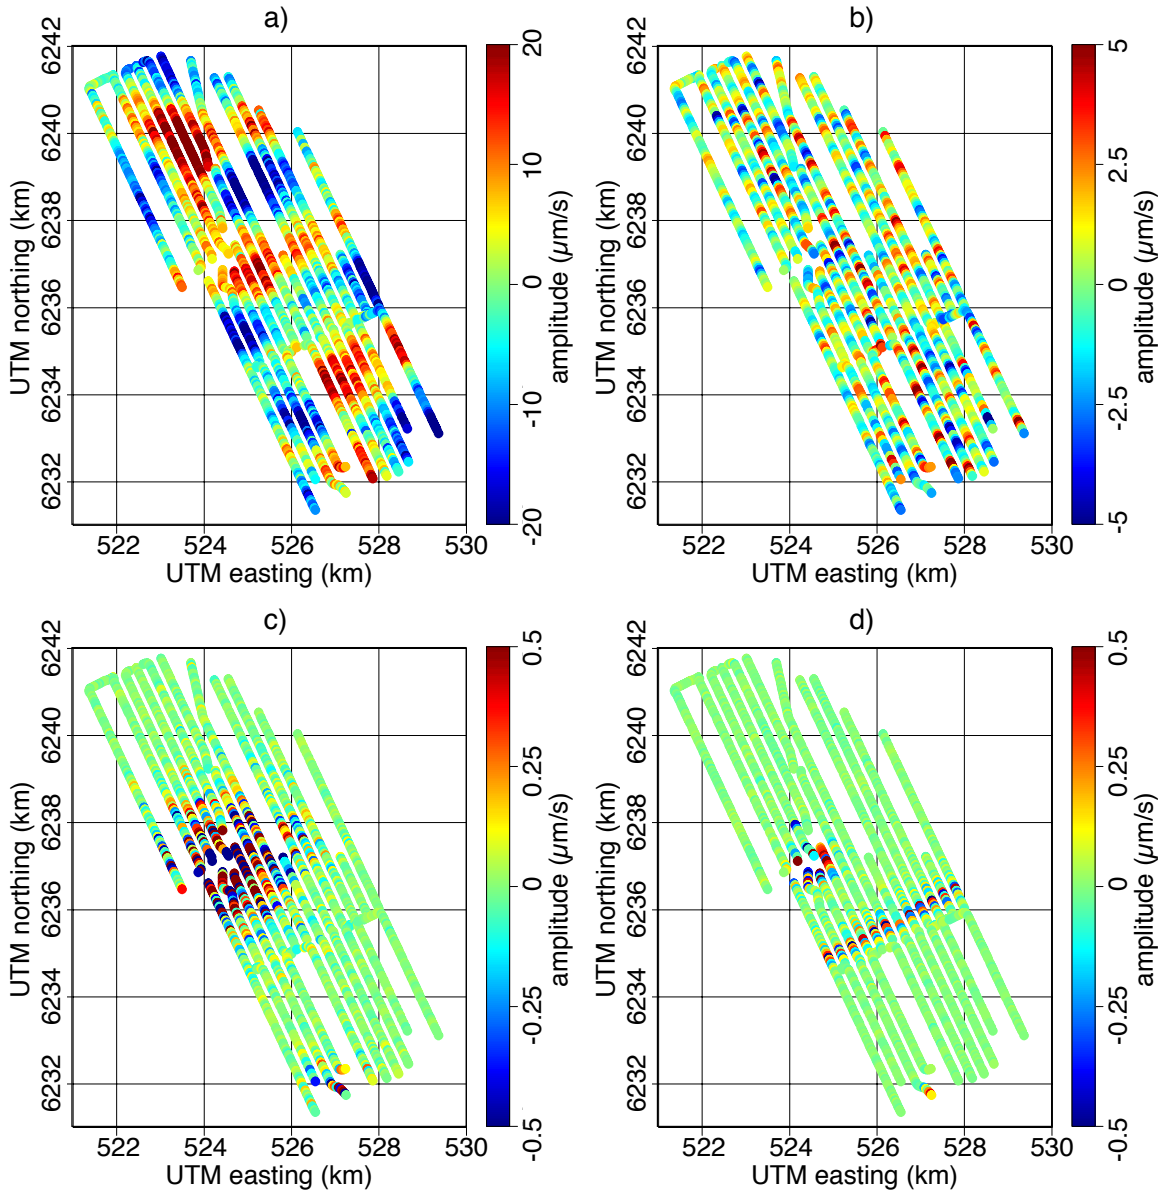 a)
UTM northing (km)
6242
6240
6238
6236
6234
6232
522 524 526 528 530
UTM easting (km)
20
10
0
-10
-20
amplitude (μm/s)
b)
UTM northing (km)
6242
6240
6238
6236
6234
6232
522 524 526 528 530
UTM easting (km)
5
2.5
0
-2.5
-5
amplitude (μm/s)
c)
UTM northing (km)
6242
6240
6238
6236
6234
6232
522 524 526 528 530
UTM easting (km)
0.5
0.25
0
-0.25
-0.5
amplitude (μm/s)
d)
UTM northing (km)
6242
6240
6238
6236
6234
6232
522 524 526 528 530
UTM easting (km)
0.5
0.25
0
-0.25
-0.5
amplitude (μm/s)